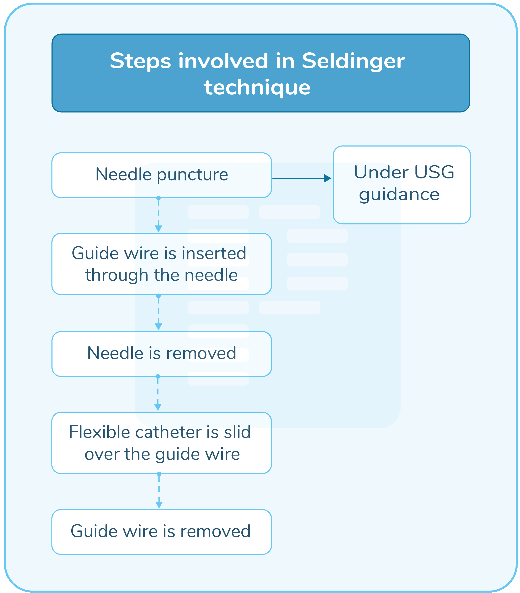 Steps involved in Seldinger
technique
Needle puncture
Under USG
guidance
Guide wire is inserted
through the needle
Needle is removed
Flexible catheter is slid
over the guide wire
Guide wire is removed